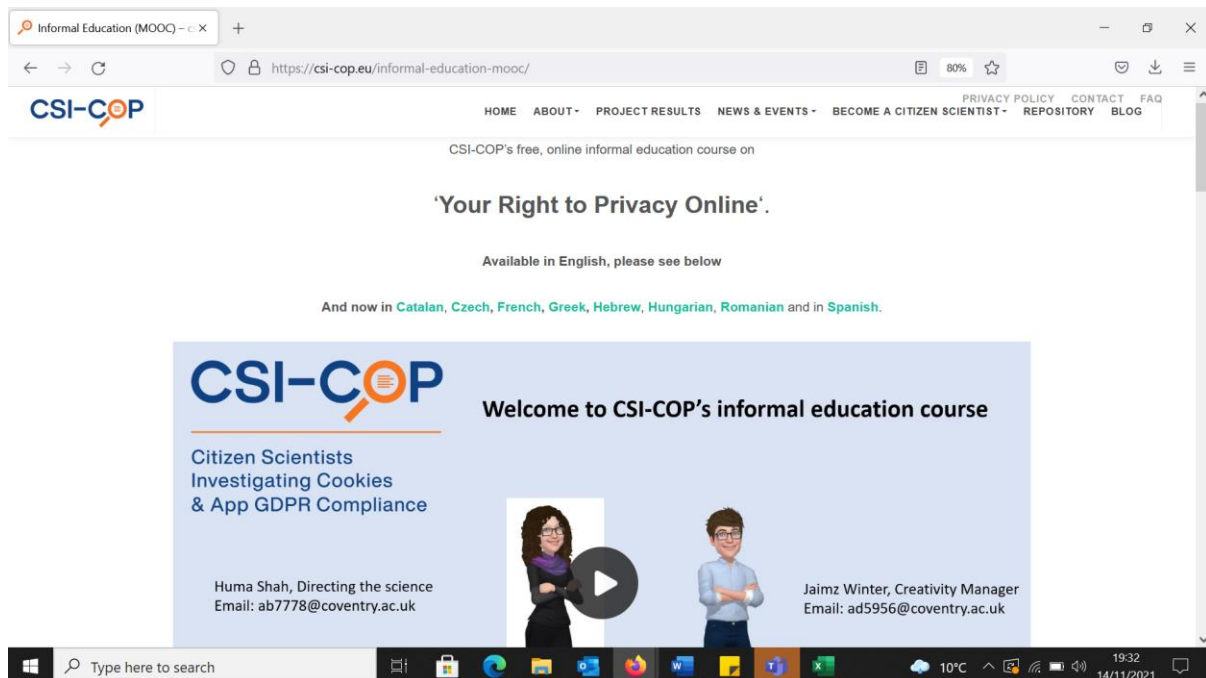 Informal Education (MOOC) – cs
https://csi-cop.eu/informal-education-mooc/
80%
CSI-COP
PRIVACY POLICY CONTACT FAQ
HOME ABOUT PROJECT RESULTS NEWS & EVENTS BECOME A CITIZEN SCIENTIST REPOSITORY BLOG
CSI-COP's free, online informal education course on
‘Your Right to Privacy Online‘.
Available in English, please see below
And now in Catalan, Czech, French, Greek, Hebrew, Hungarian, Romanian and in Spanish.
CSI-COP
Welcome to CSI-COP's informal education course
Citizen Scientists
Investigating Cookies
& App GDPR Compliance
Huma Shah, Directing the science
Email: ab7778@coventry.ac.uk
Jaimz Winter, Creativity Manager
Email: ad5956@coventry.ac.uk
Type here to search
10°C
19:32
14/11/2021